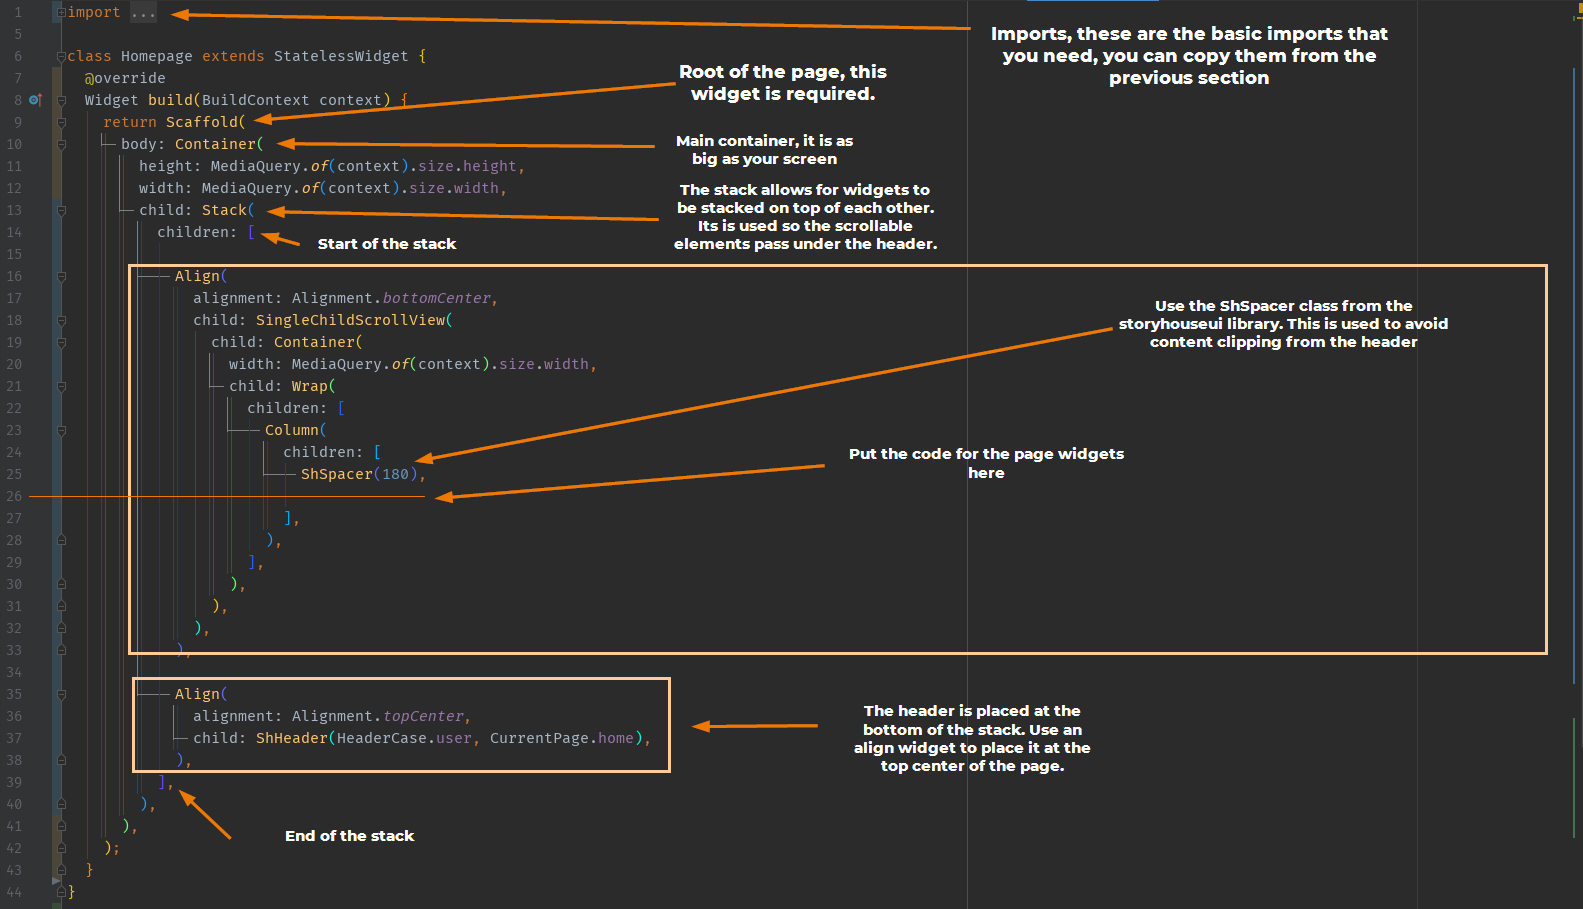 1 import ...
Imports, these are the basic imports that
you need, you can copy them from the
previous section
5
6 class Homepage extends StatelessWidget {
7 @override
Root of the page, this
widget is required.
8 Widget build(BuildContext context) {
9 return Scaffold(
10 body: Container(
Main container, it is as
big as your screen
11 height: MediaQuery.of(context).size.height,
12 width: MediaQuery.of(context).size.width,
The stack allows for widgets to
be stacked on top of each other.
Its is used so the scrollable
elements pass under the header.
13 child: Stack(
14 children: [
Start of the stack
15
16 Align(
17 alignment: Alignment.bottomCenter,
Use the ShSpacer class from the
storyhouseui library. This is used to avoid
content clipping from the header
18 child: SingleChildScrollView(
19 child: Container(
20 width: MediaQuery.of(context).size.width,
21 child: Wrap(
22 children: [
23 Column(
24 children: [
25 ShSpacer(180),
Put the code for the page widgets
here
26
27 ],
28 ),
29 ],
30 ),
31 ),
32 ),
33 ),
34
35 Align(
36 alignment: Alignment.topCenter,
37 child: ShHeader(HeaderCase.user, CurrentPage.home),
The header is placed at the
bottom of the stack. Use an
align widget to place it at the
top center of the page.
38 ),
39 ],
40 ),
41 ),
End of the stack
42 );
43 }
44 }